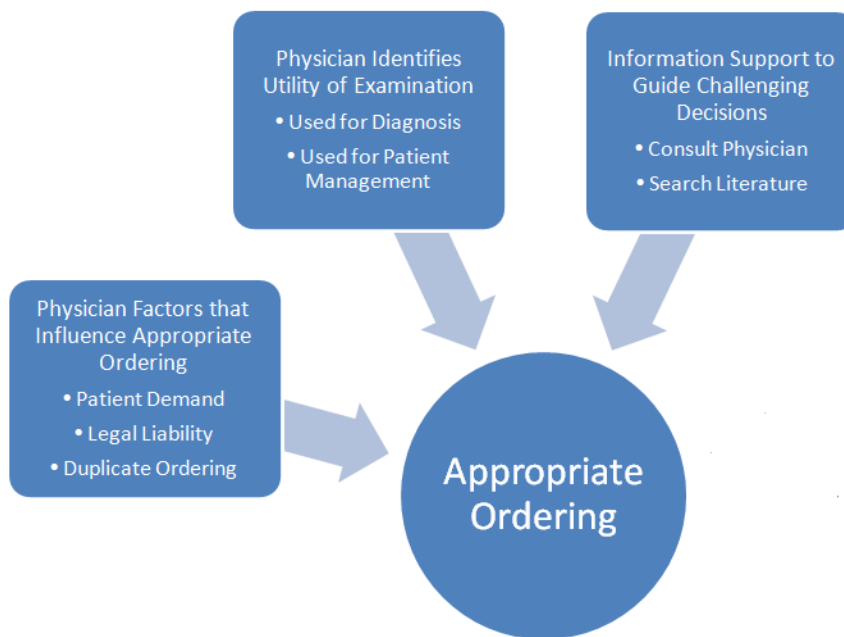 Physician Identifies
Utility of Examination
• Used for Diagnosis
• Used for Patient
Management
Information Support to
Guide Challenging
Decisions
• Consult Physician
• Search Literature
Physician Factors that
Influence Appropriate
Ordering
• Patient Demand
• Legal Liability
• Duplicate Ordering
Appropriate
Ordering